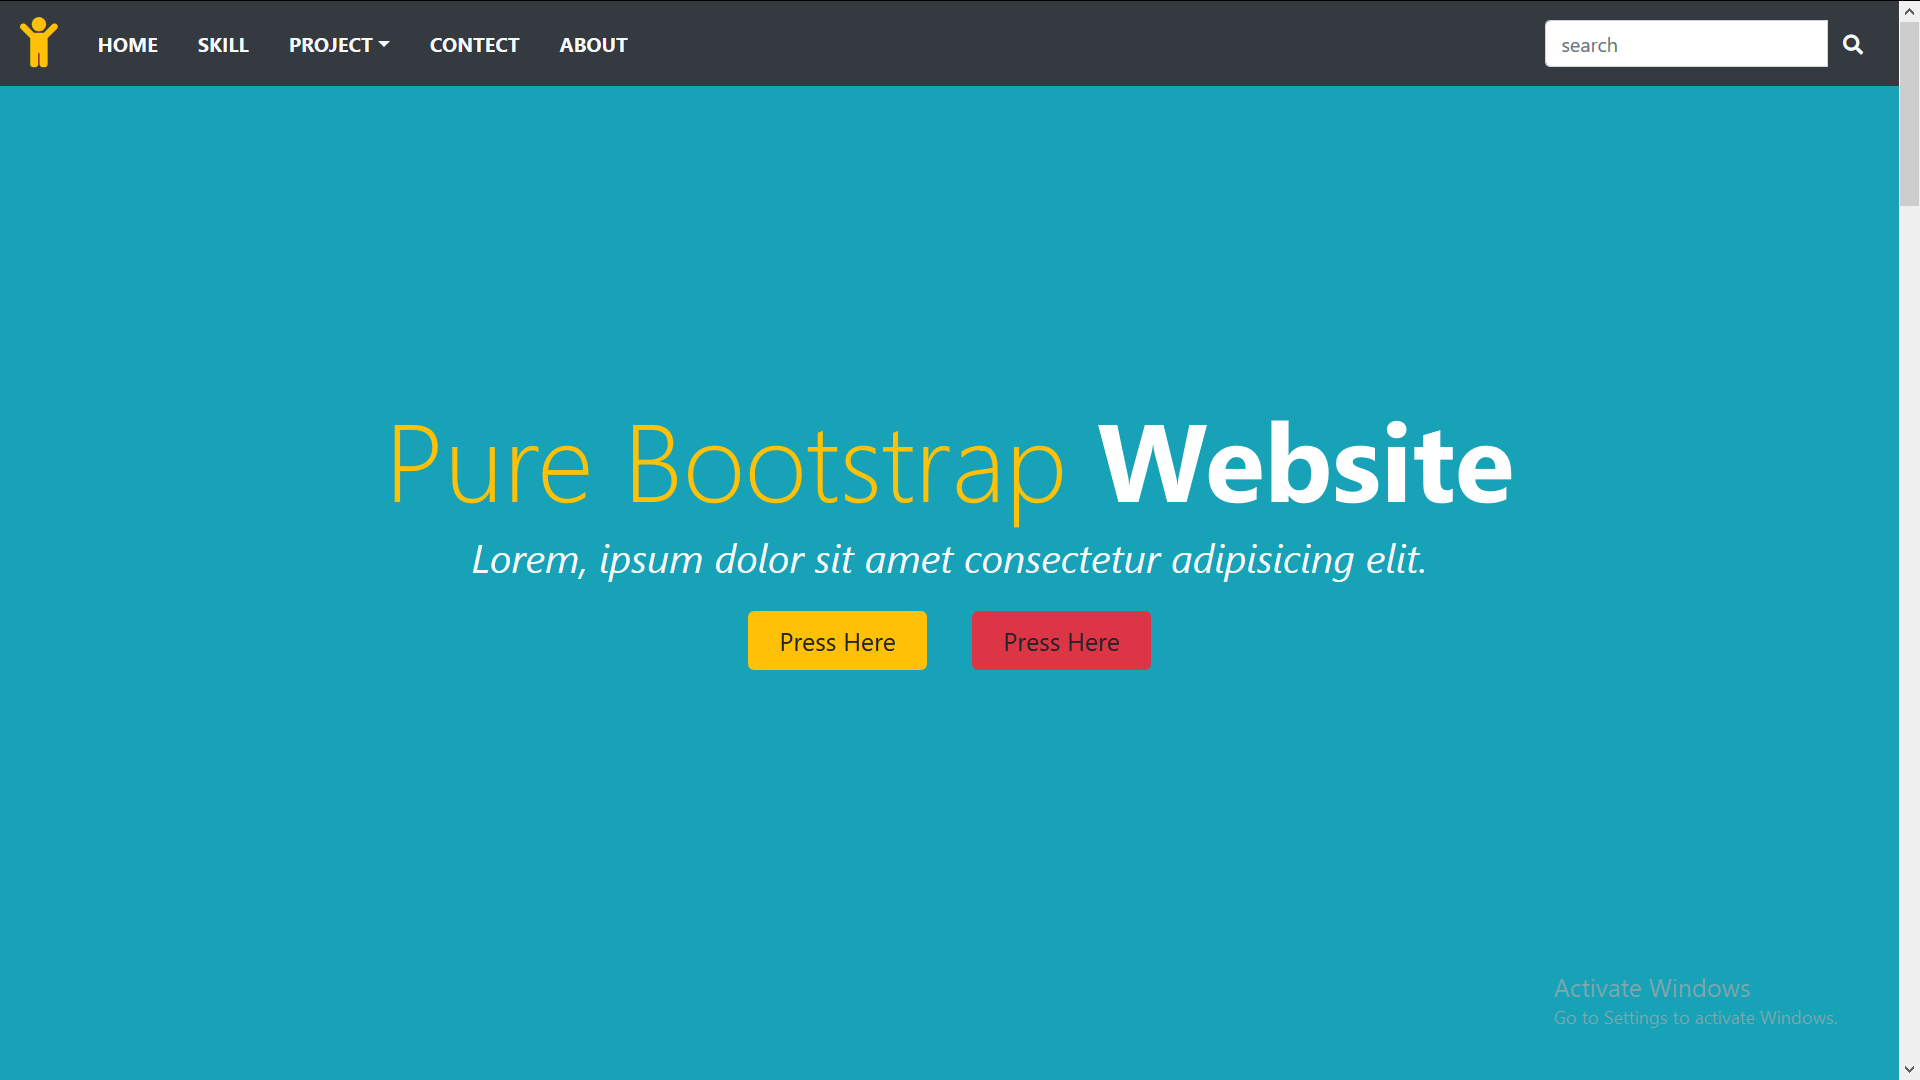 HOME SKILL PROJECT CONTECT ABOUT search
Pure Bootstrap Website
Lorem, ipsum dolor sit amet consectetur adipisicing elit.
Press Here Press Here
Activate Windows
Go to Settings to activate Windows.